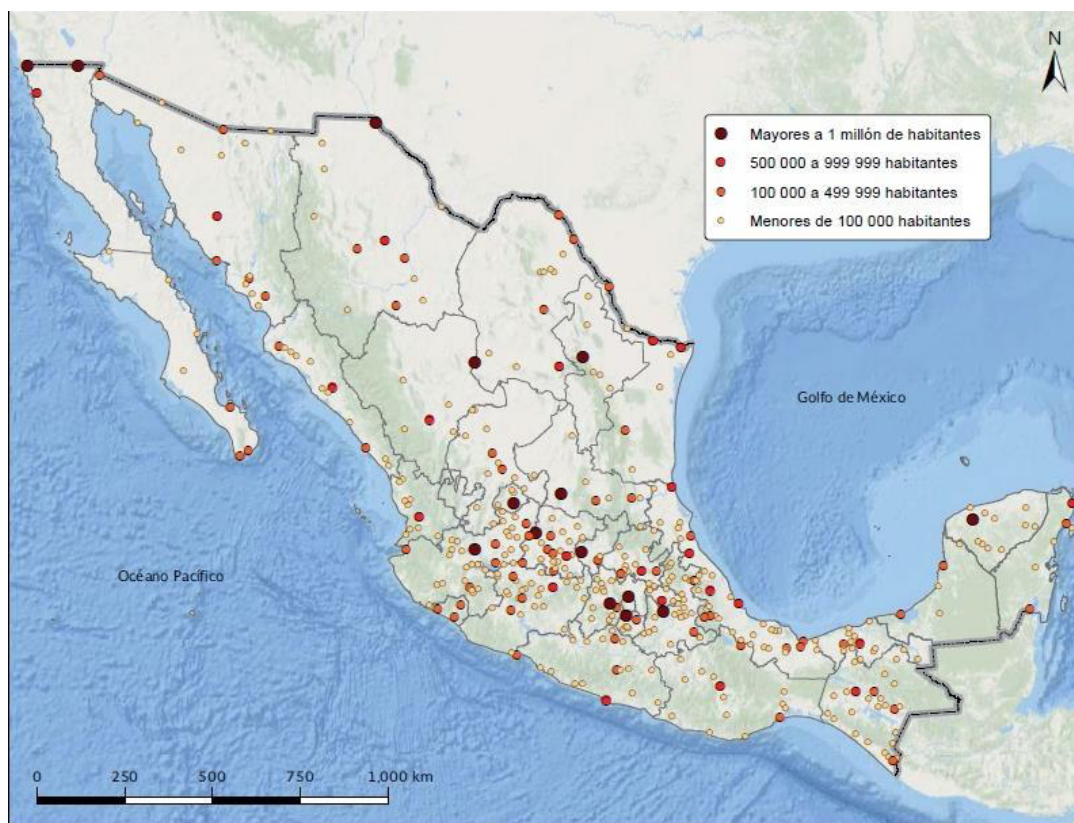 N
Mayores a 1 millón de habitantes
500 000 a 999 999 habitantes
100 000 a 499 999 habitantes
Menores de 100 000 habitantes
Golfo de México
Océano Pacífico
0 250 500 750 1,000 km